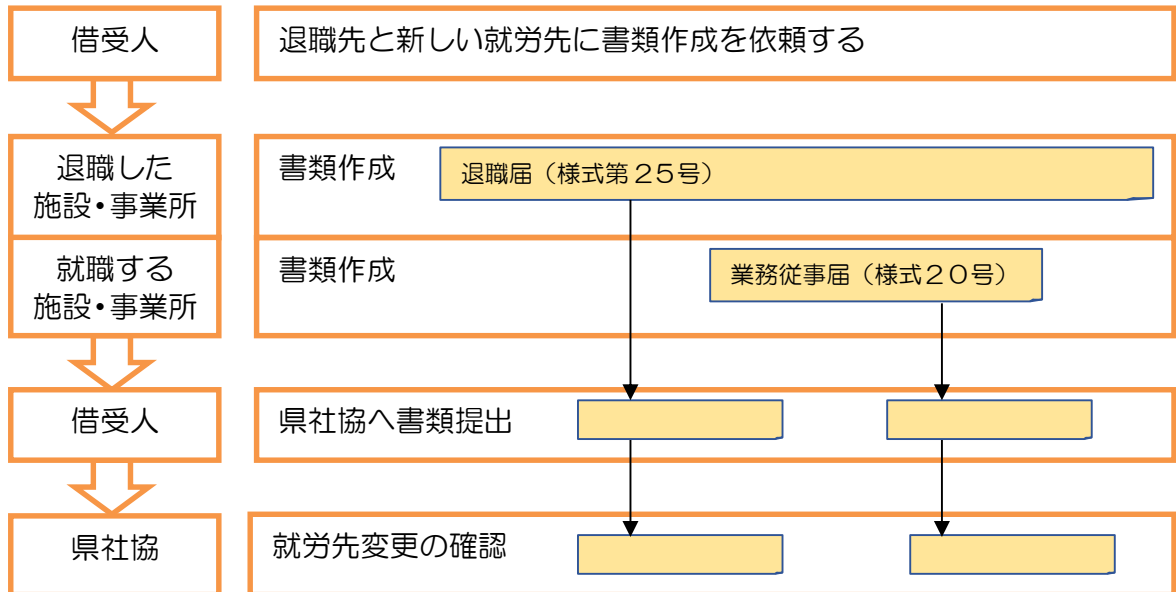 借受人
退職先と新しい就労先に書類作成を依頼する
退職した
施設・事業所
書類作成
退職届（様式第２５号）
就職する
施設・事業所
書類作成
業務従事届（様式２０号）
借受人
県社協へ書類提出
県社協
就労先変更の確認